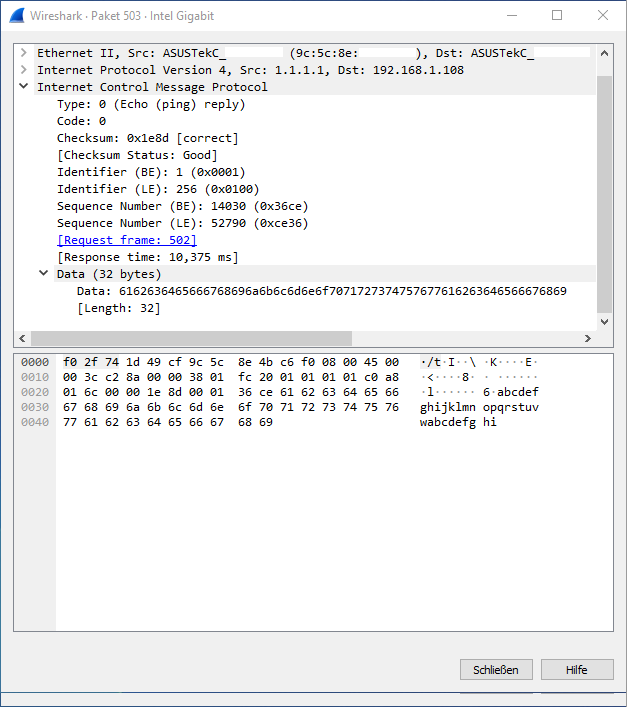 Wireshark · Paket 503 · Intel Gigabit
Ethernet II, Src: ASUSTekC_ (9c:5c:8e: ), Dst: ASUSTekC_
Internet Protocol Version 4, Src: 1.1.1.1, Dst: 192.168.1.108
Internet Control Message Protocol
Type: 0 (Echo (ping) reply)
Code: 0
Checksum: 0x1e8d [correct]
[Checksum Status: Good]
Identifier (BE): 1 (0x0001)
Identifier (LE): 256 (0x0100)
Sequence Number (BE): 14030 (0x36ce)
Sequence Number (LE): 52790 (0xce36)
[Request frame: 502]
[Response time: 10,375 ms]
Data (32 bytes)
Data: 6162636465666768696a6b6c6d6e6f7071727374757677616263646566676869
[Length: 32]
0000 f0 2f 74 1d 49 cf 9c 5c 8e 4b c6 f0 08 00 45 00 ·/t·I··\ ·K····E·
0010 00 3c c2 8a 00 00 38 01 fc 20 01 01 01 01 c0 a8 ·<····8· · ······
0020 01 6c 00 00 1e 8d 00 01 36 ce 61 62 63 64 65 66 ·l······ 6·abcdef
0030 67 68 69 6a 6b 6c 6d 6e 6f 70 71 72 73 74 75 76 ghijklmn opqrstuv
0040 77 61 62 63 64 65 66 67 68 69 wabcdefg hi
Schließen Hilfe